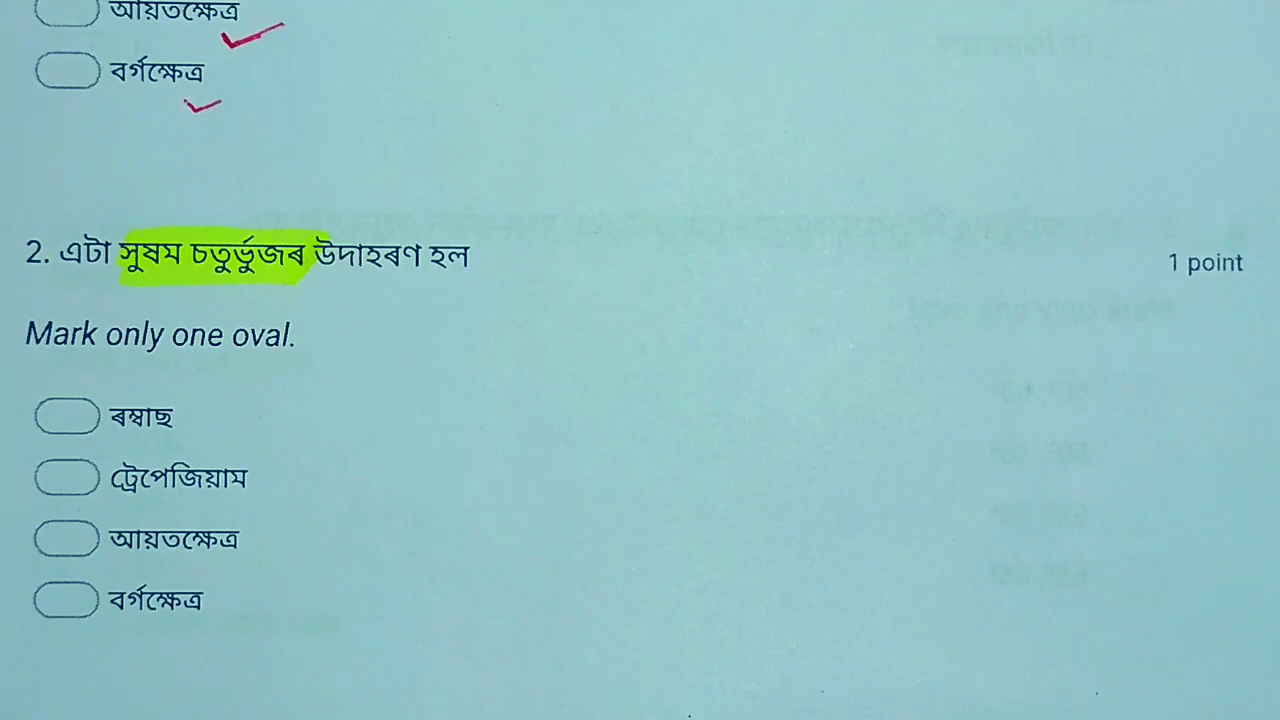 আয়তক্ষেত্ৰ
বৰ্গক্ষেত্ৰ
2. এটা সুষম চতুৰ্ভুজৰ উদাহৰণ হল
1 point
Mark only one oval.
ৰম্বাছ
ট্ৰেপেজিয়াম
আয়তক্ষেত্ৰ
বৰ্গক্ষেত্ৰ